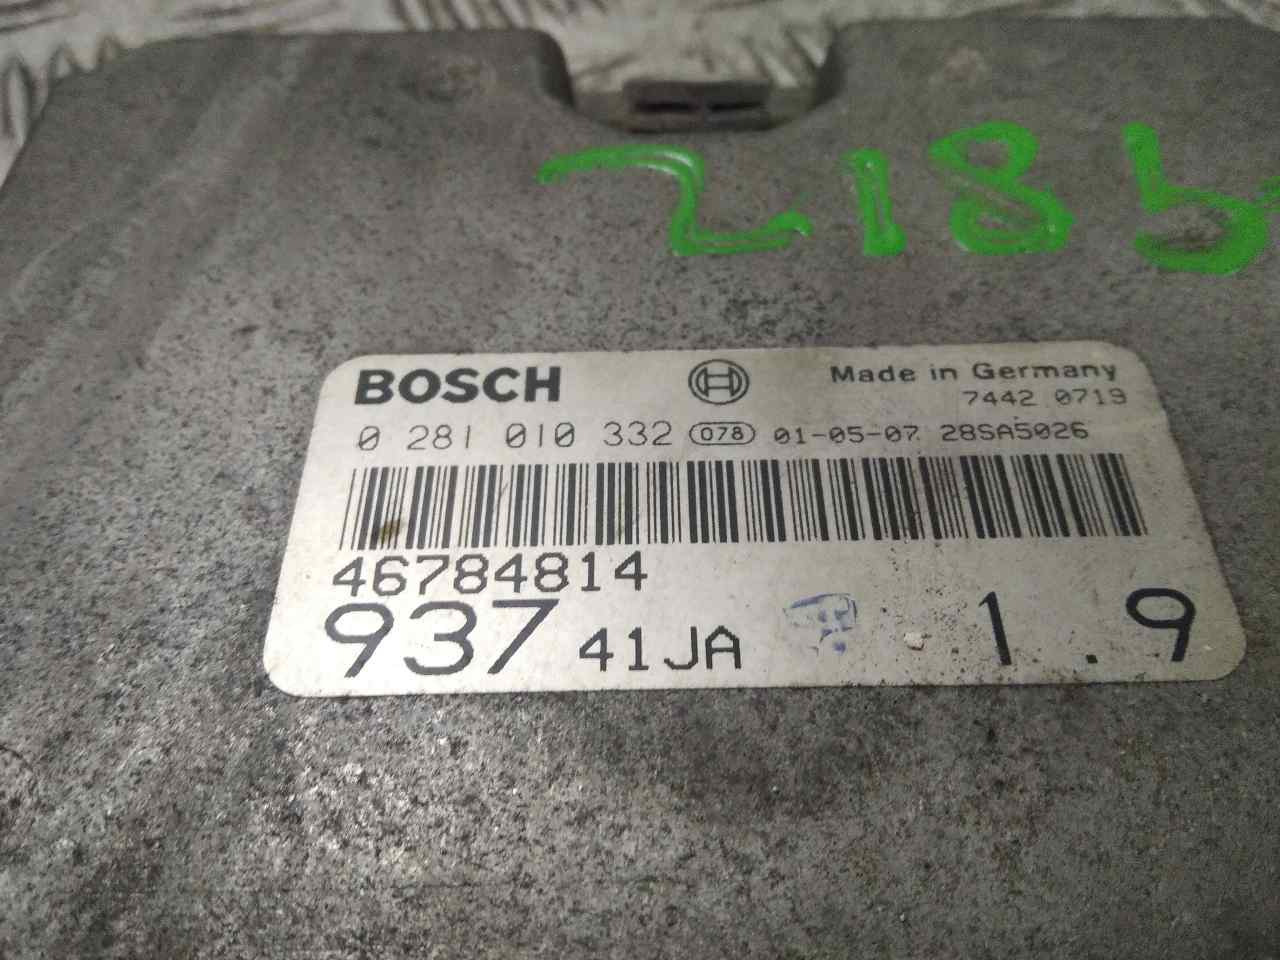 2185
BOSCH Made in Germany
7442 0719
0 281 010 332 078 01-05-07 28SA5026
46784814
937 41JA 1.9